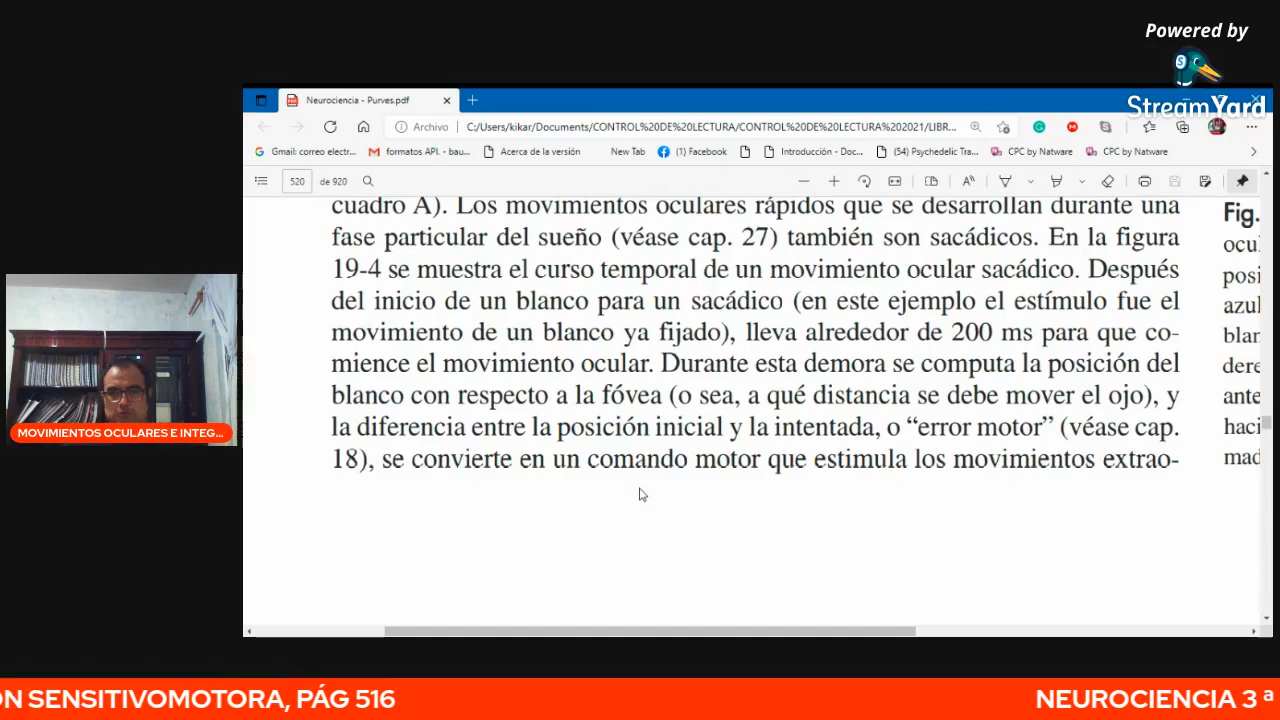 Powered by
StreamYard
Neurociencia - Purves.pdf
Archivo C:/Users/kikar/Documents/CONTROL%20DE%20LECTURA/CONTROL%20DE%20LECTURA%202021/LIBR...
Gmail: correo electr... formatos API. - bau... Acerca de la versión New Tab (1) Facebook Introducción - Doc... (54) Psychedelic Tra... CPC by Natware CPC by Natware
520 de 920
cuadro A). Los movimientos oculares rápidos que se desarrollan durante una
fase particular del sueño (véase cap. 27) también son sacádicos. En la figura
19-4 se muestra el curso temporal de un movimiento ocular sacádico. Después
del inicio de un blanco para un sacádico (en este ejemplo el estímulo fue el
movimiento de un blanco ya fijado), lleva alrededor de 200 ms para que co-
mience el movimiento ocular. Durante esta demora se computa la posición del
blanco con respecto a la fóvea (o sea, a qué distancia se debe mover el ojo), y
la diferencia entre la posición inicial y la intentada, o “error motor” (véase cap.
18), se convierte en un comando motor que estimula los movimientos extrao-
Fig.
ocul
posi
azul
blan
dere
ante
haci
mad
MOVIMIENTOS OCULARES E INTEG...
ÓN SENSITIVOMOTORA, PÁG 516
NEUROCIENCIA 3 ª